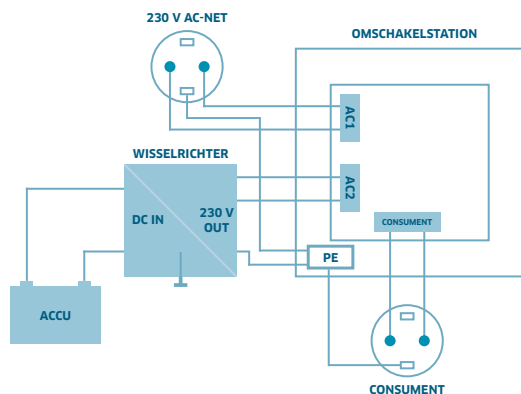 230 V AC-NET
OMSCHAKELSTATION
AC1
WISSELRICHTER
AC2
DC IN
230 V
OUT
CONSUMENT
PE
ACCU
CONSUMENT